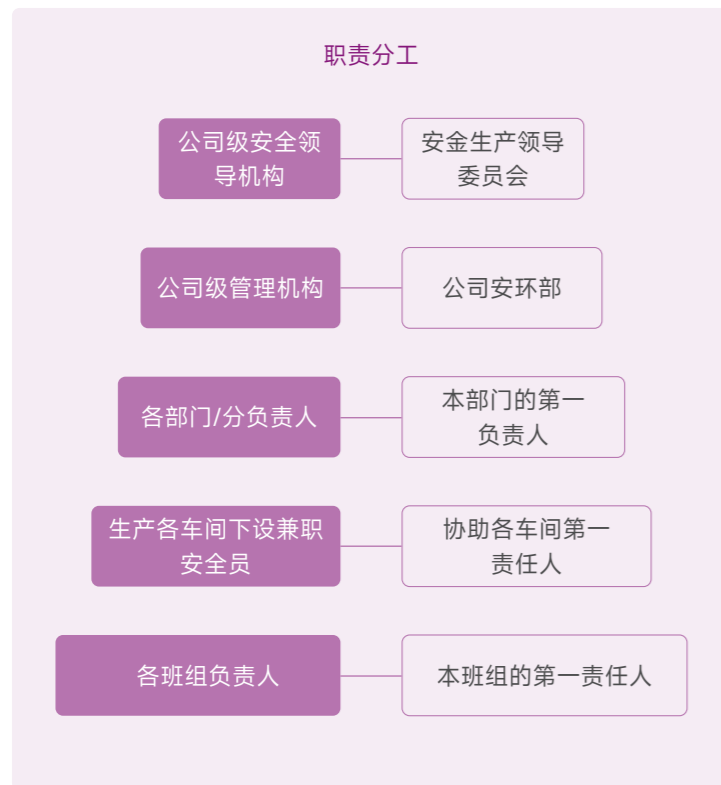 职责分工
公司级安全领
导机构
安金生产领导
委员会
公司级管理机构
公司安环部
各部门/分负责人
本部门的第一
负责人
生产各车间下设兼职
安全员
协助各车间第一
责任人
各班组负责人
本班组的第一责任人